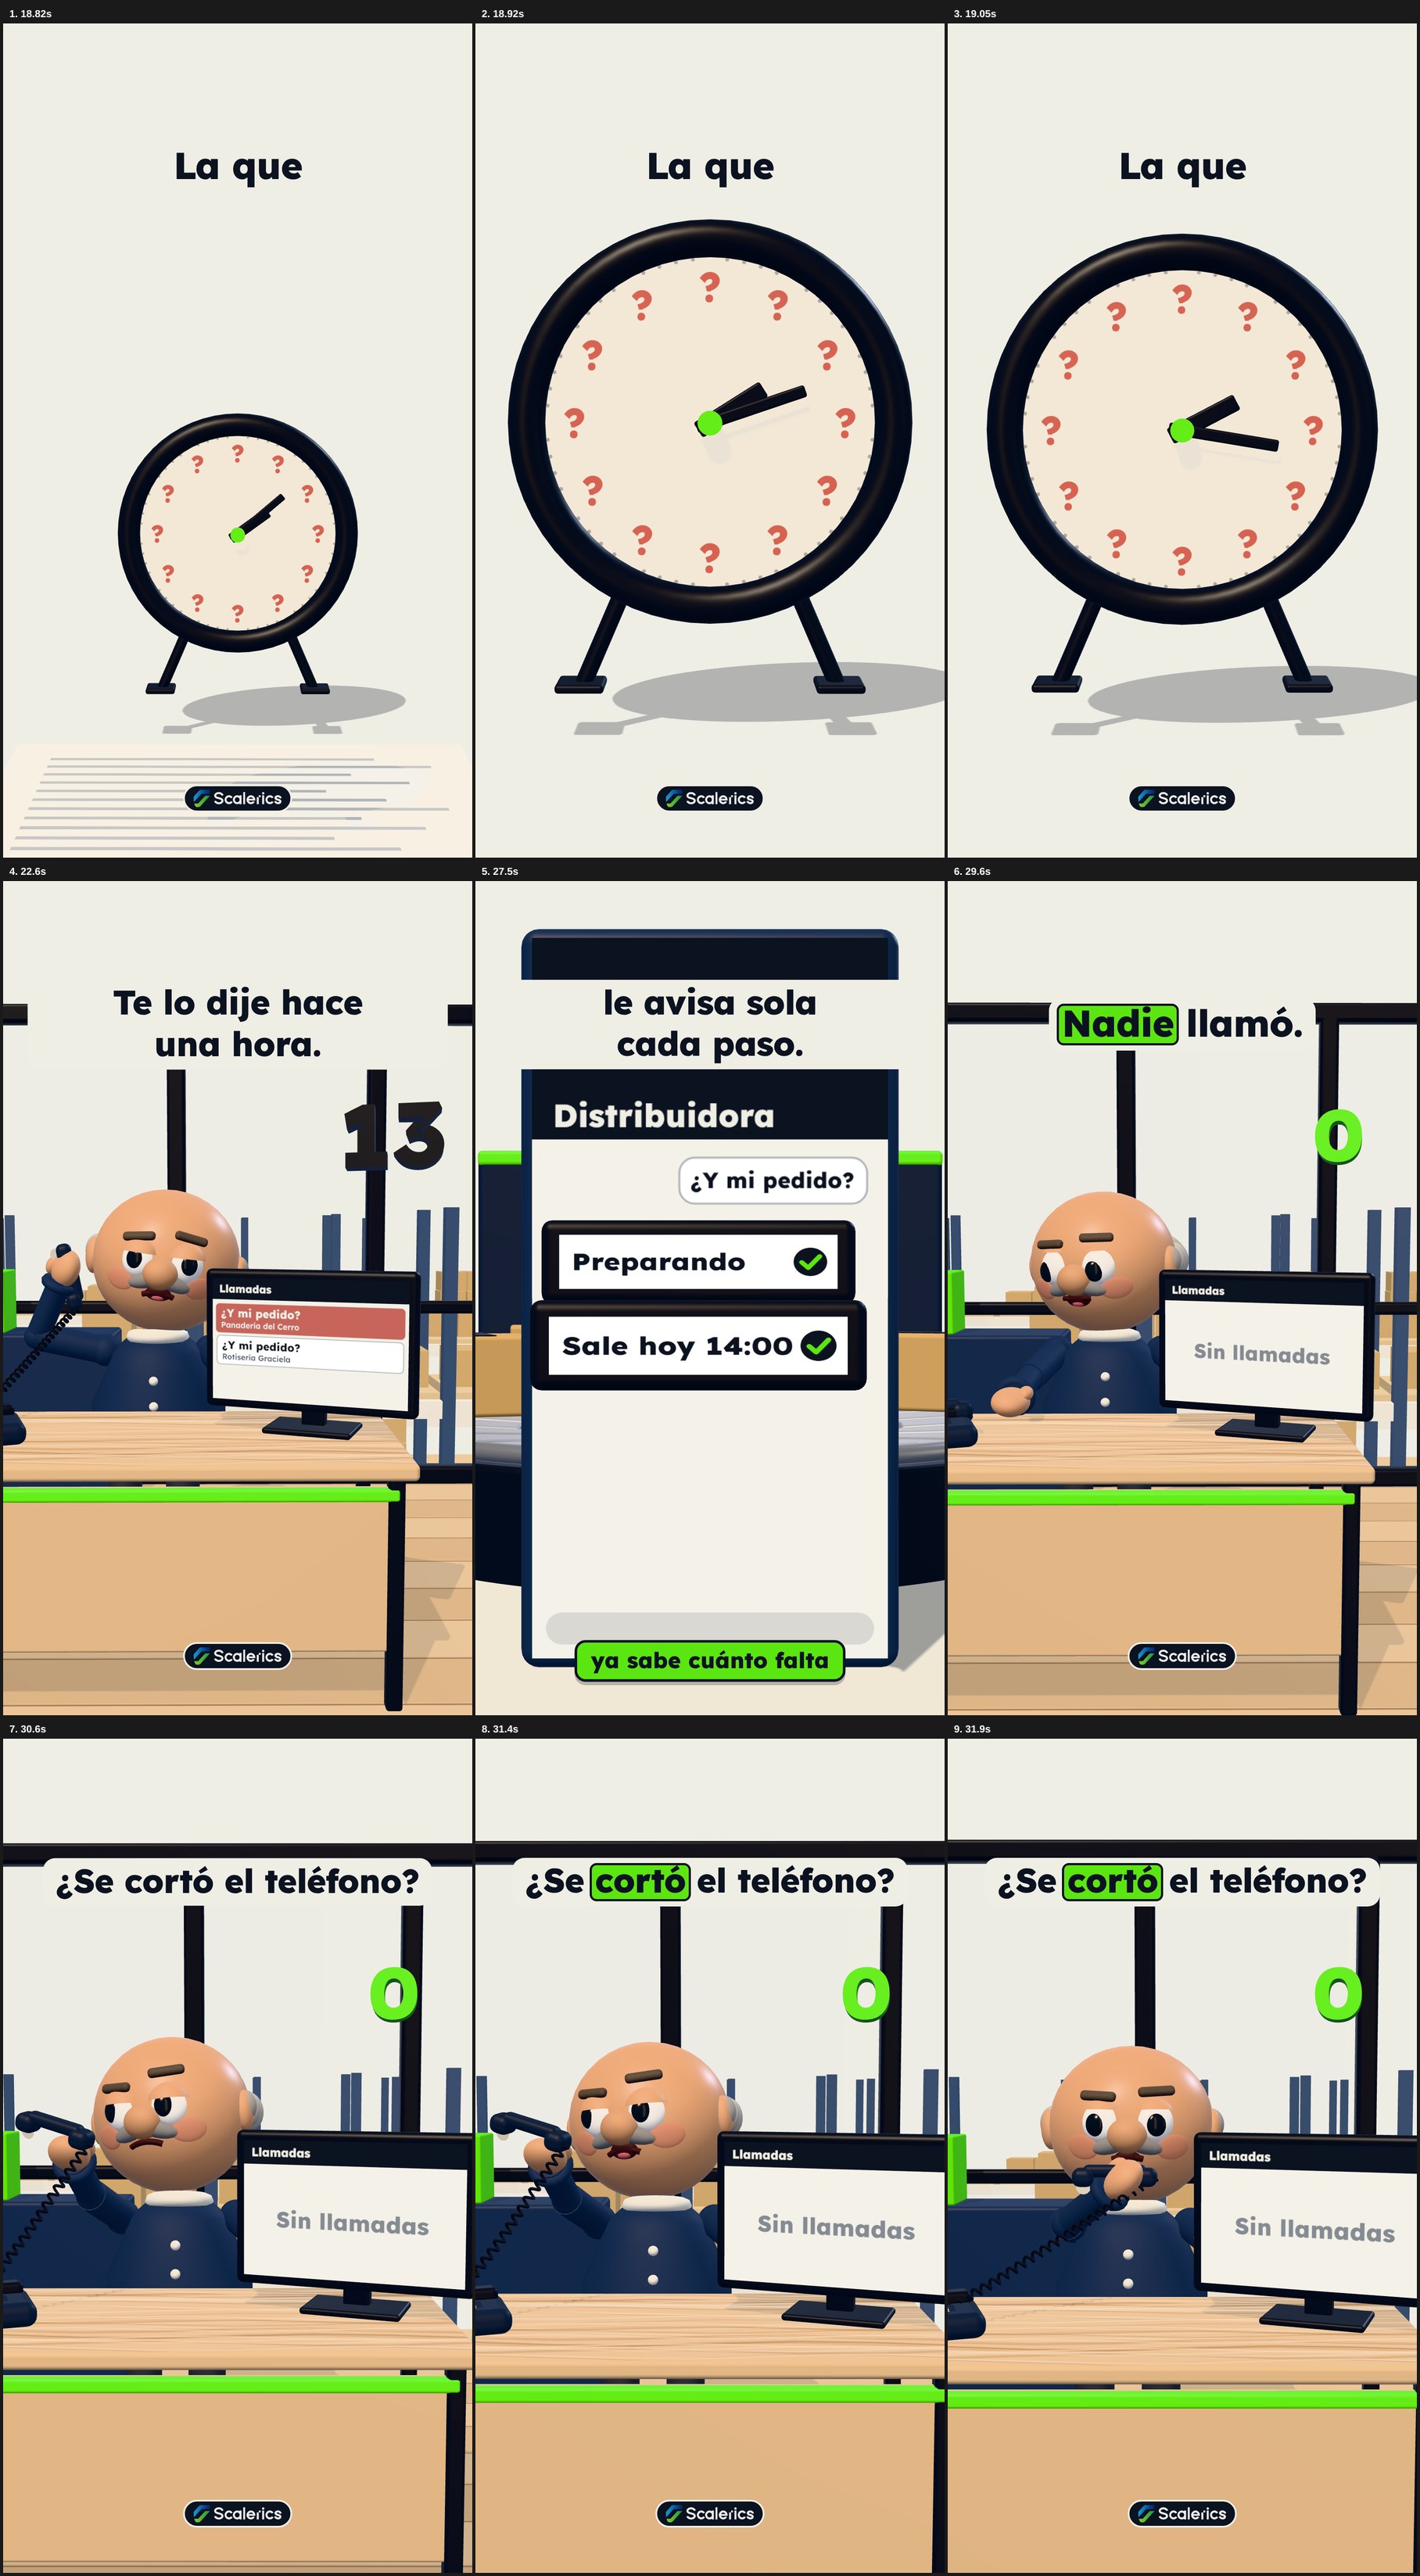 1. 18.82s
La que
?
?
?
?
?
?
?
?
?
?
?
?
Scalerics
2. 18.92s
La que
?
?
?
?
?
?
?
?
?
?
?
?
Scalerics
3. 19.05s
La que
?
?
?
?
?
?
?
?
?
?
?
?
Scalerics
4. 22.6s
Te lo dije hace
una hora.
13
Llamadas
¿Y mi pedido?
Panadería del Cerro
¿Y mi pedido?
Rotisería Graciela
Scalerics
5. 27.5s
le avisa sola
cada paso.
Distribuidora
¿Y mi pedido?
Preparando
Sale hoy 14:00
ya sabe cuánto falta
6. 29.6s
Nadie llamó.
0
Llamadas
Sin llamadas
Scalerics
7. 30.6s
¿Se cortó el teléfono?
0
Llamadas
Sin llamadas
Scalerics
8. 31.4s
¿Se cortó el teléfono?
0
Llamadas
Sin llamadas
Scalerics
9. 31.9s
¿Se cortó el teléfono?
0
Llamadas
Sin llamadas
Scalerics